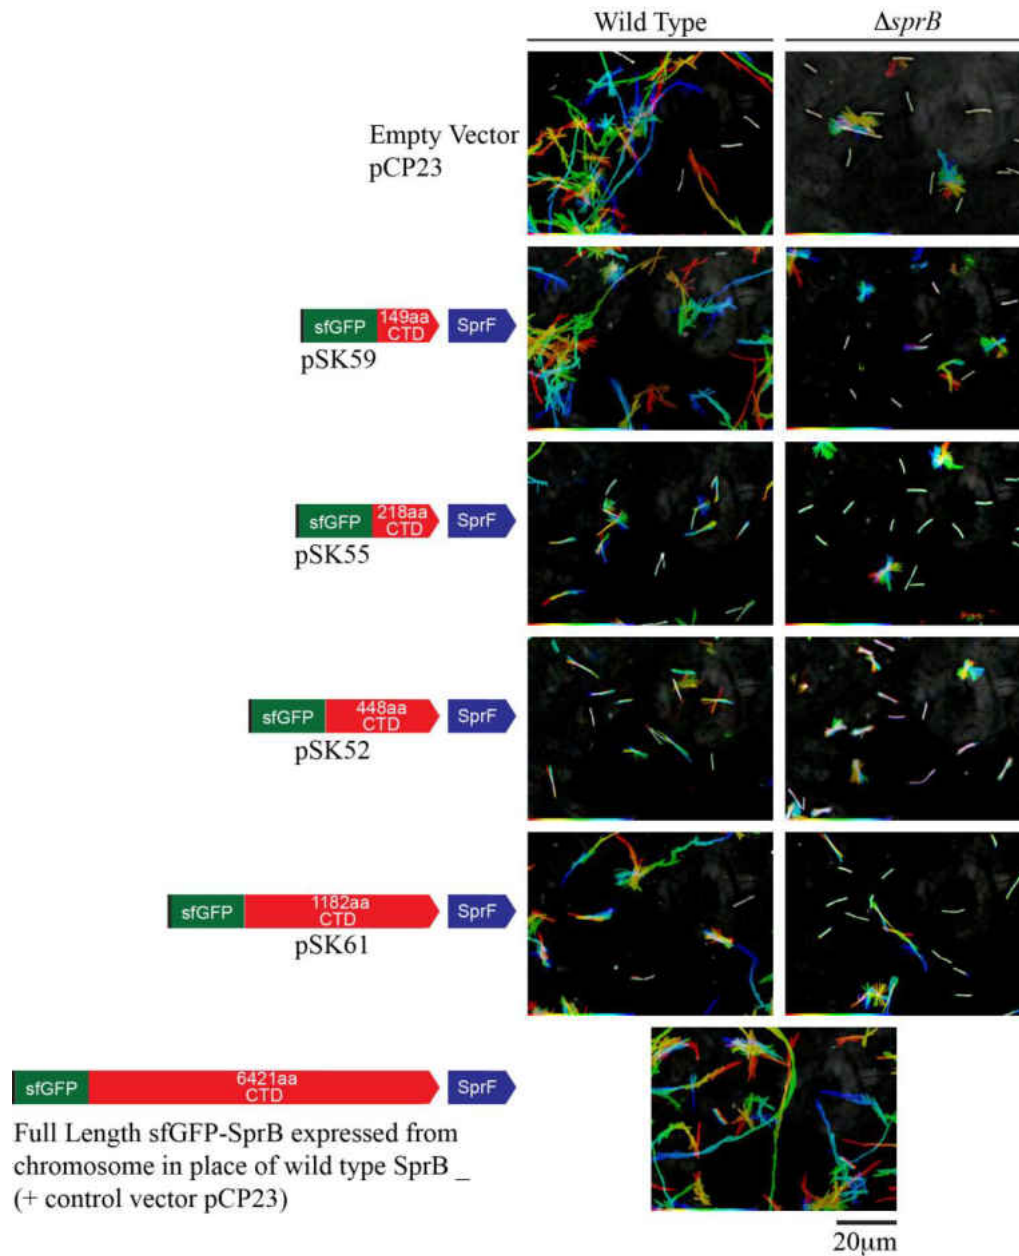 Wild Type
ΔsprB
Empty Vector
pCP23
sfGFP
149aa
CTD
SprF
pSK59
sfGFP
218aa
CTD
SprF
pSK55
sfGFP
448aa
CTD
SprF
pSK52
sfGFP
1182aa
CTD
SprF
pSK61
sfGFP
6421aa
CTD
SprF
Full Length sfGFP-SprB expressed from
chromosome in place of wild type SprB _
(+ control vector pCP23)
20μm